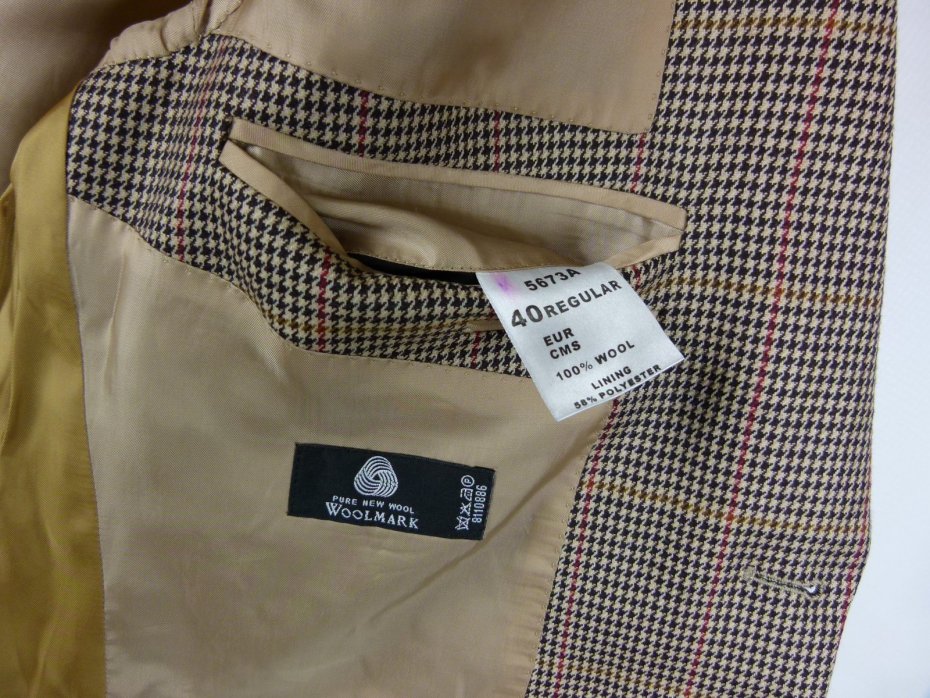 5673A
40 REGULAR
EUR
CMS
100% WOOL
LINING
58% POLYESTER
PURE NEW WOOL
WOOLMARK
8110886